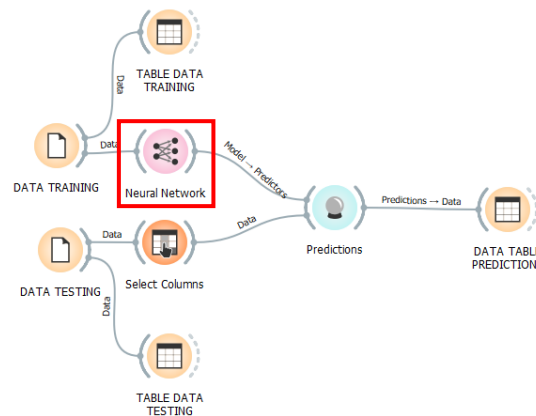 TABLE DATA
TRAINING
Data
Data
DATA TRAINING
Neural Network
Model → Predictors
Data
Predictions
Predictions → Data
DATA TABLE
PREDICTION
Data
DATA TESTING
Select Columns
Data
TABLE DATA
TESTING